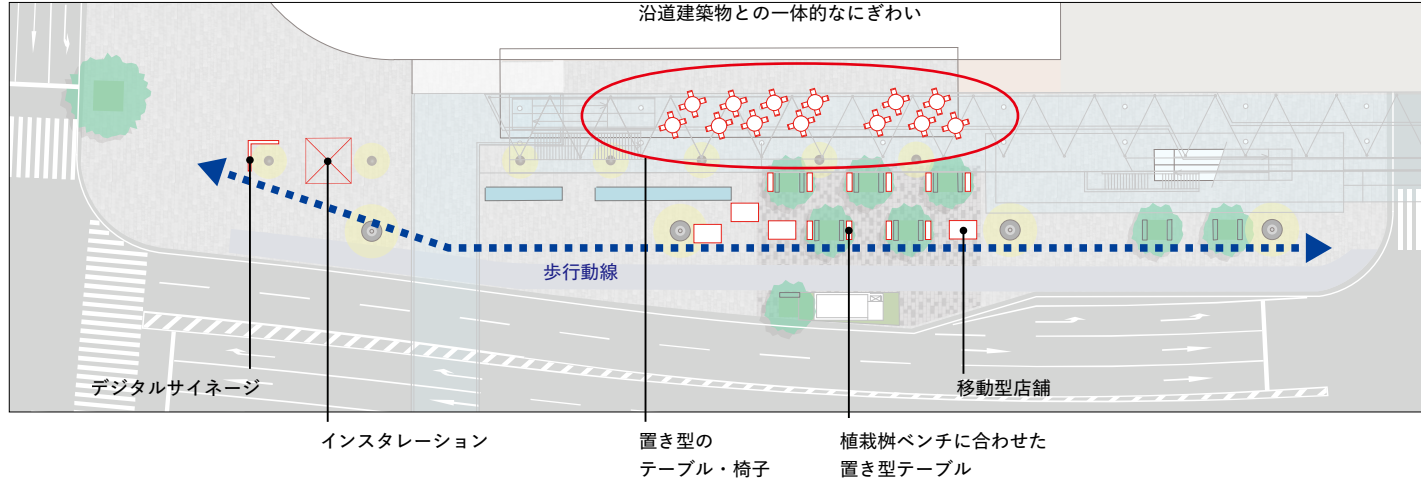 沿道建築物との一体的なにぎわい
歩行動線
デジタルサイネージ
移動型店舗
インスタレーション
置き型の
テーブル・椅子
植栽桝ベンチに合わせた
置き型テーブル